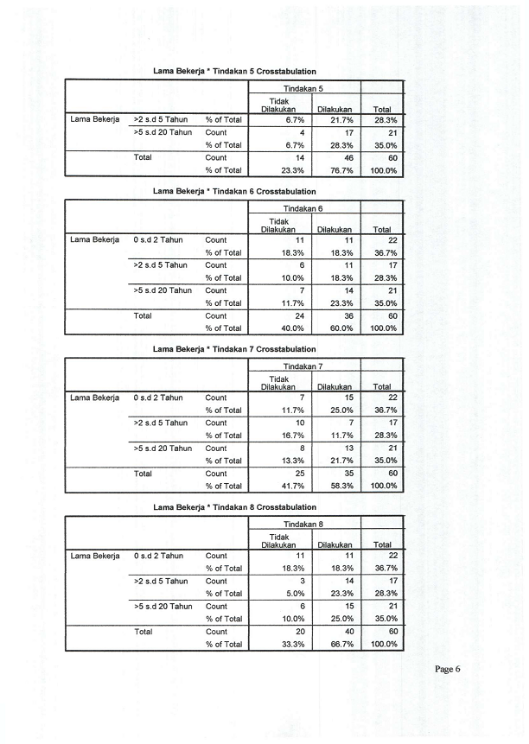 Lama Bekerja * Tindakan 5 Crosstabulation
Tindakan 5
Tidak
Dilakukan Dilakukan Total
Lama Bekerja >2 s.d 5 Tahun % of Total 6.7% 21.7% 28.3%
>5 s.d 20 Tahun Count 4 17 21
% of Total 6.7% 28.3% 35.0%
Total Count 14 46 60
% of Total 23.3% 76.7% 100.0%
Lama Bekerja * Tindakan 6 Crosstabulation
Tindakan 6
Tidak
Dilakukan Dilakukan Total
Lama Bekerja 0 s.d 2 Tahun Count 11 11 22
% of Total 18.3% 18.3% 36.7%
>2 s.d 5 Tahun Count 6 11 17
% of Total 10.0% 18.3% 28.3%
>5 s.d 20 Tahun Count 7 14 21
% of Total 11.7% 23.3% 35.0%
Total Count 24 36 60
% of Total 40.0% 60.0% 100.0%
Lama Bekerja * Tindakan 7 Crosstabulation
Tindakan 7
Tidak
Dilakukan Dilakukan Total
Lama Bekerja 0 s.d 2 Tahun Count 7 15 22
% of Total 11.7% 25.0% 36.7%
>2 s.d 5 Tahun Count 10 7 17
% of Total 16.7% 11.7% 28.3%
>5 s.d 20 Tahun Count 8 13 21
% of Total 13.3% 21.7% 35.0%
Total Count 25 35 60
% of Total 41.7% 58.3% 100.0%
Lama Bekerja * Tindakan 8 Crosstabulation
Tindakan 8
Tidak
Dilakukan Dilakukan Total
Lama Bekerja 0 s.d 2 Tahun Count 11 11 22
% of Total 18.3% 18.3% 36.7%
>2 s.d 5 Tahun Count 3 14 17
% of Total 5.0% 23.3% 28.3%
>5 s.d 20 Tahun Count 6 15 21
% of Total 10.0% 25.0% 35.0%
Total Count 20 40 60
% of Total 33.3% 66.7% 100.0%
Page 6